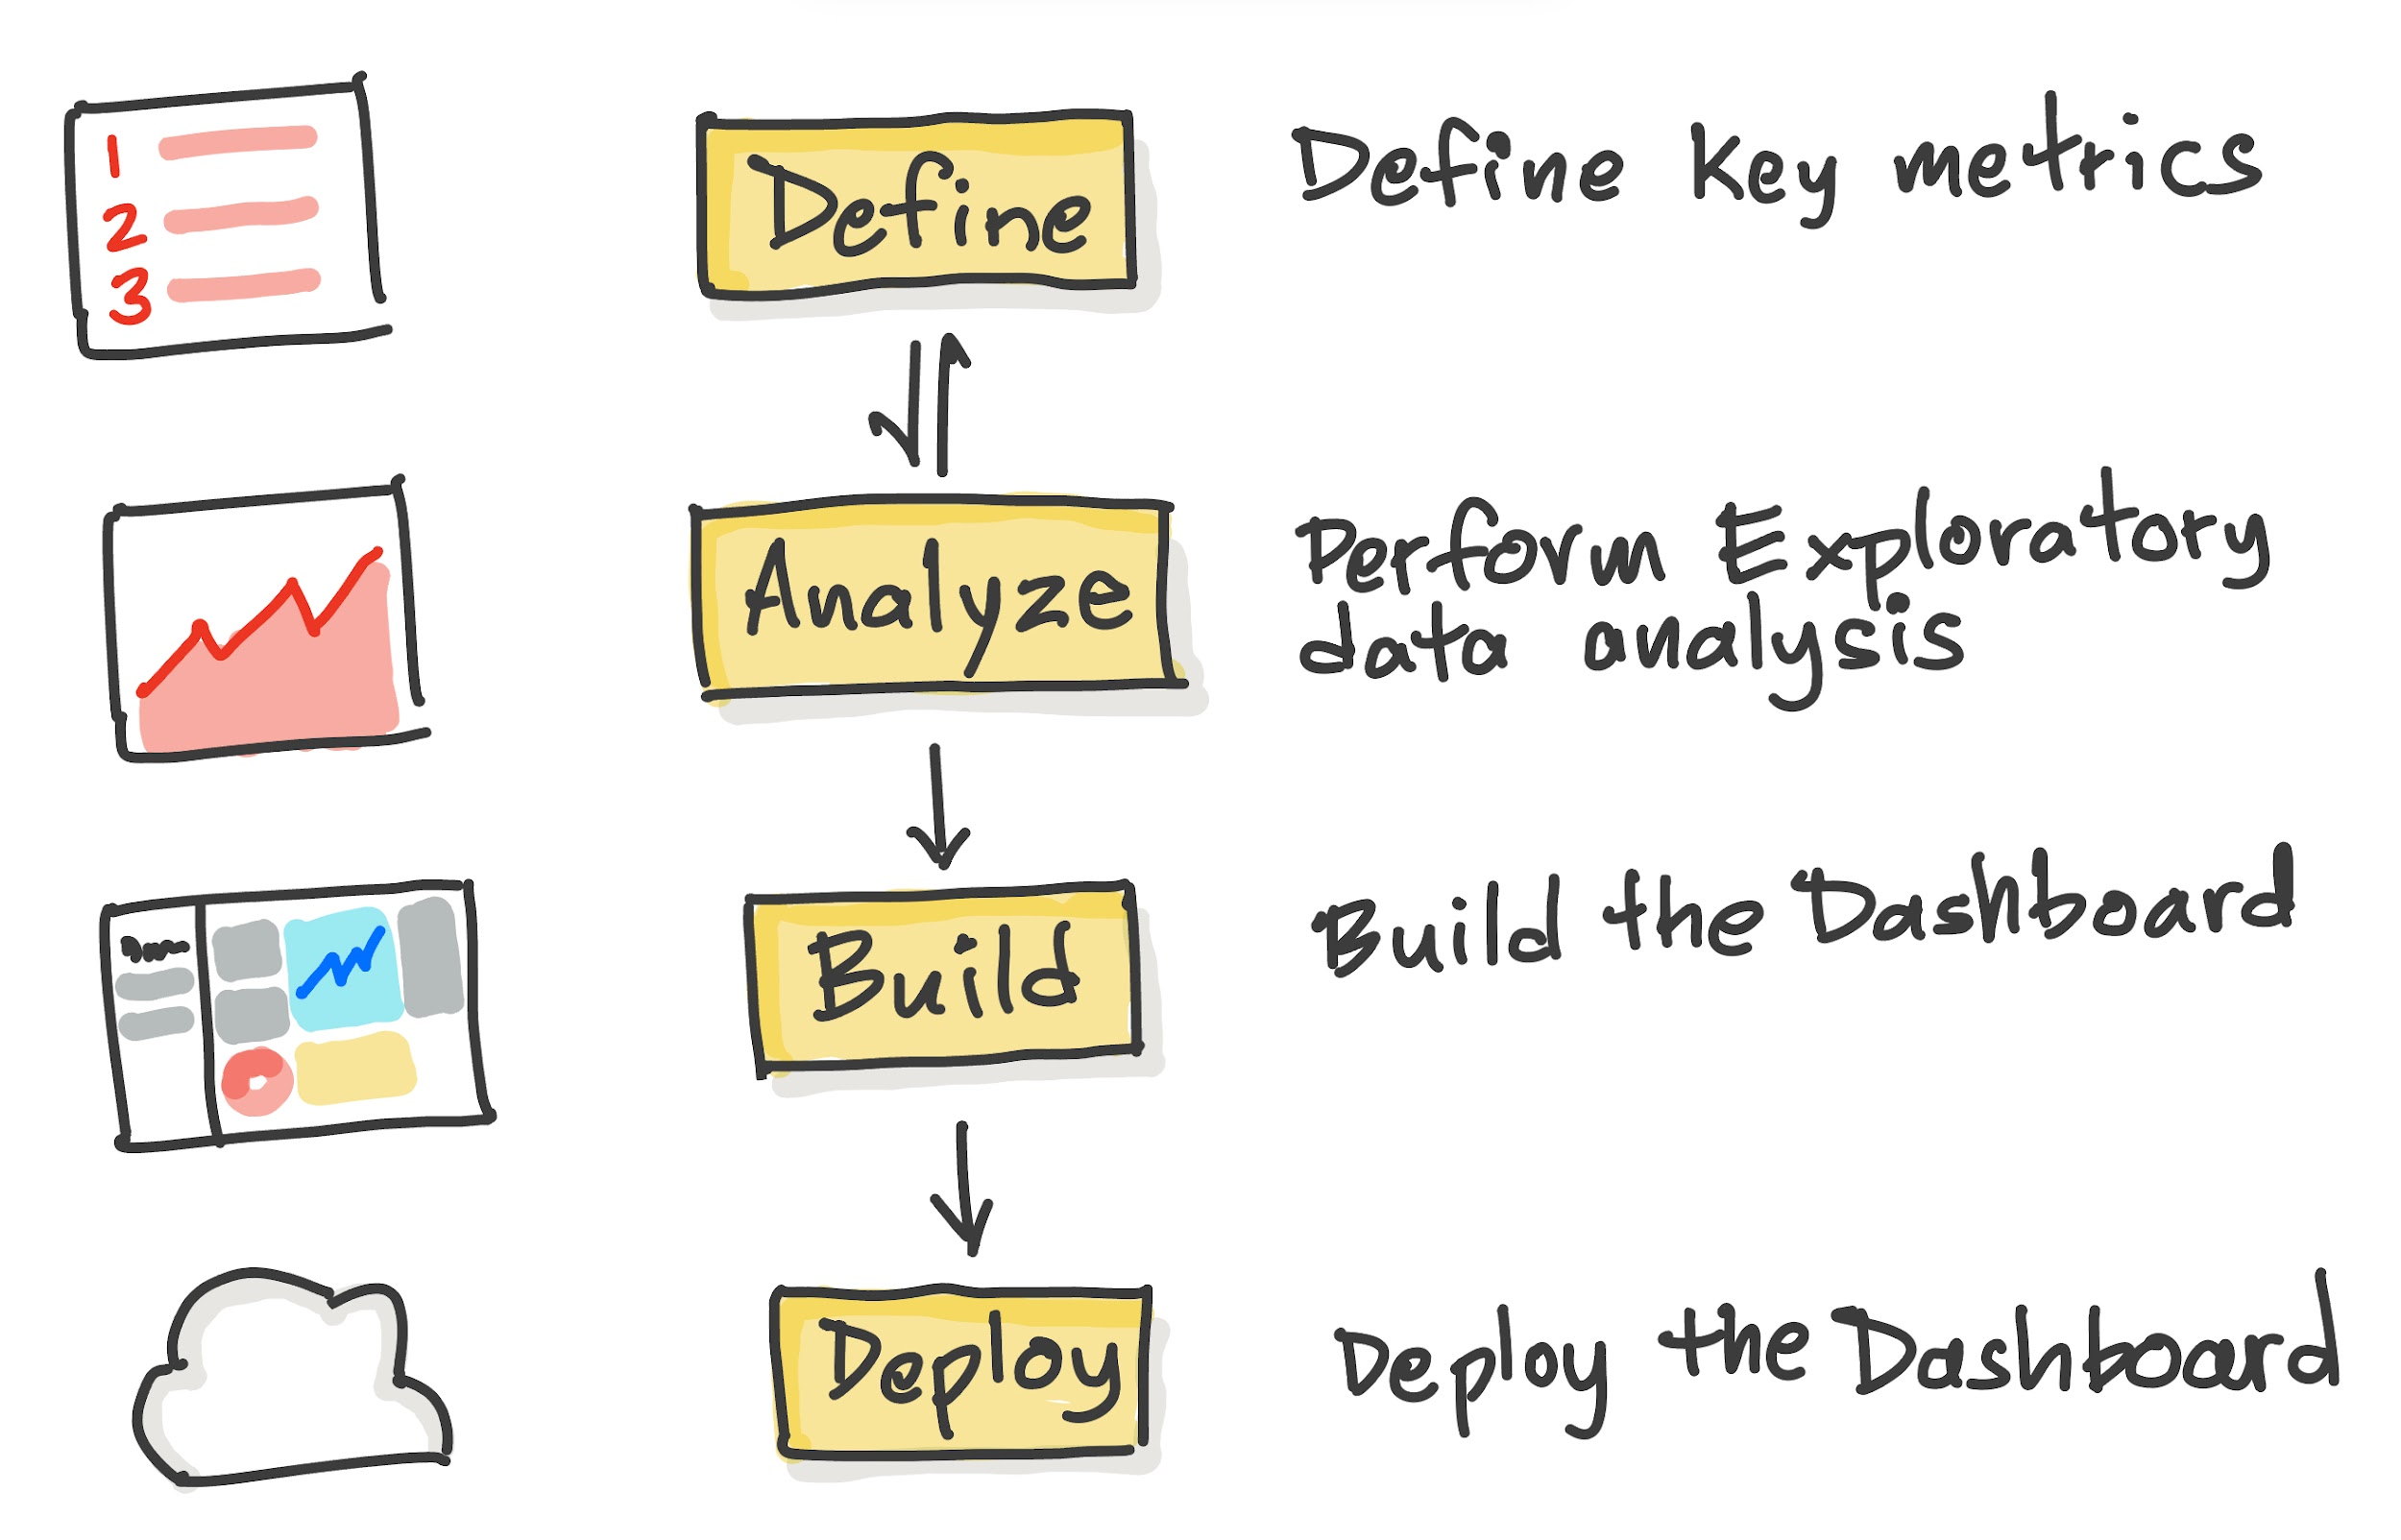 1
2
3
Define
Define Key metrics
Analyze
Perform Exploratory
data analysis
Build
Build the Dashboard
Deploy
Deploy the Dashboard